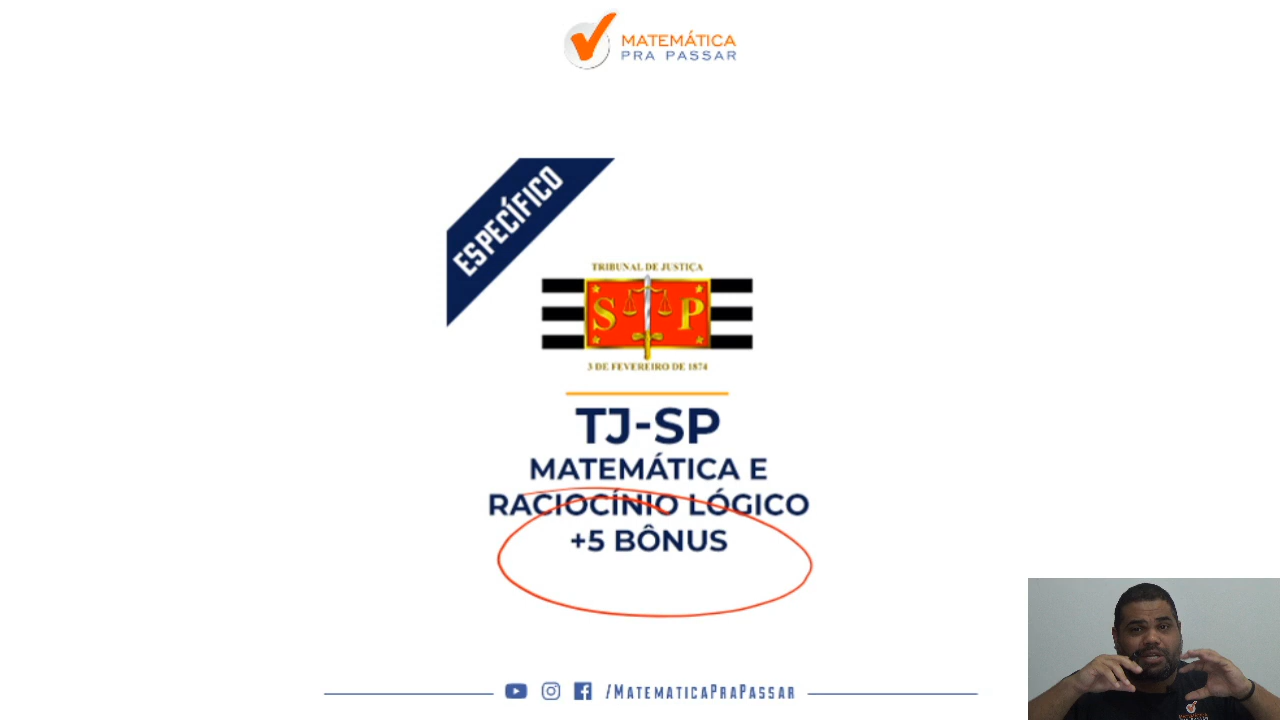 MATEMÁTICA
PRA PASSAR
ESPECÍFICO
TRIBUNAL DE JUSTIÇA
S P
3 DE FEVEREIRO DE 1874
TJ-SP
MATEMÁTICA E
RACIOCÍNIO LÓGICO
+5 BÔNUS
/MATEMATICAPRAPASSAR